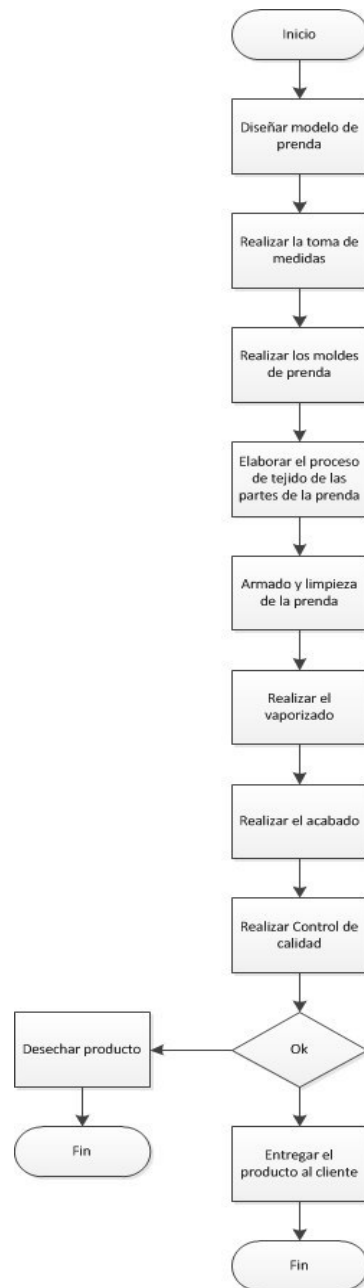 Inicio
Diseñar modelo de
prenda
Realizar la toma de
medidas
Realizar los moldes
de prenda
Elaborar el proceso
de tejido de las
partes de la prenda
Armado y limpieza
de la prenda
Realizar el
vaporizado
Realizar el acabado
Realizar Control de
calidad
Desechar producto
Ok
Fin
Entregar el
producto al cliente
Fin